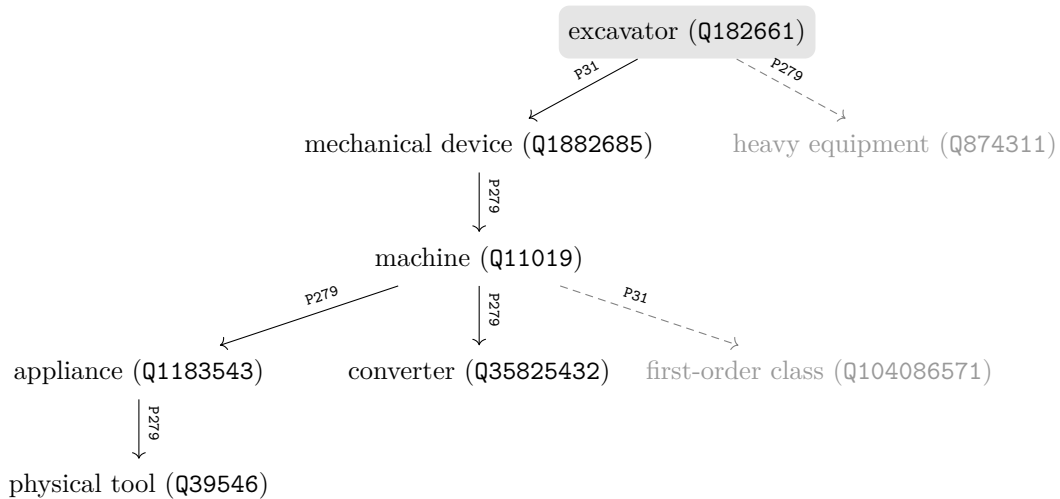 excavator (Q182661)
P31
P279
mechanical device (Q1882685)
heavy equipment (Q874311)
P279
machine (Q11019)
P279
P279
P31
appliance (Q1183543)
converter (Q35825432)
first-order class (Q104086571)
P279
physical tool (Q39546)